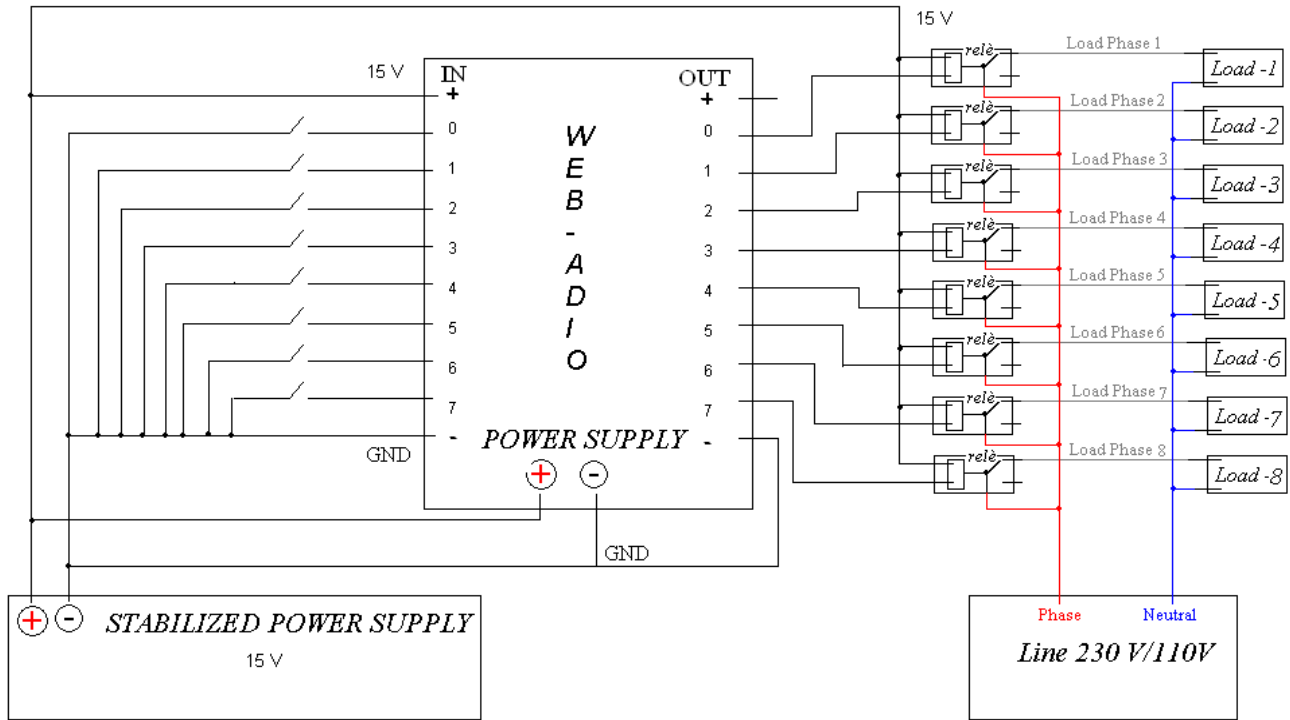 15 V
15 V
IN
OUT
+
+
0
1
2
3
4
5
6
7
-
0
1
2
3
4
5
6
7
-
WEB-ADIO
POWER SUPPLY
+
-
GND
GND
relè
Load Phase 1
Load -1
relè
Load Phase 2
Load -2
relè
Load Phase 3
Load -3
relè
Load Phase 4
Load -4
relè
Load Phase 5
Load -5
relè
Load Phase6
Load -6
relè
Load Phase 7
Load -7
relè
Load Phase 8
Load -8
+
-
STABILIZED POWER SUPPLY
15 V
Phase
Neutral
Line 230 V/110V